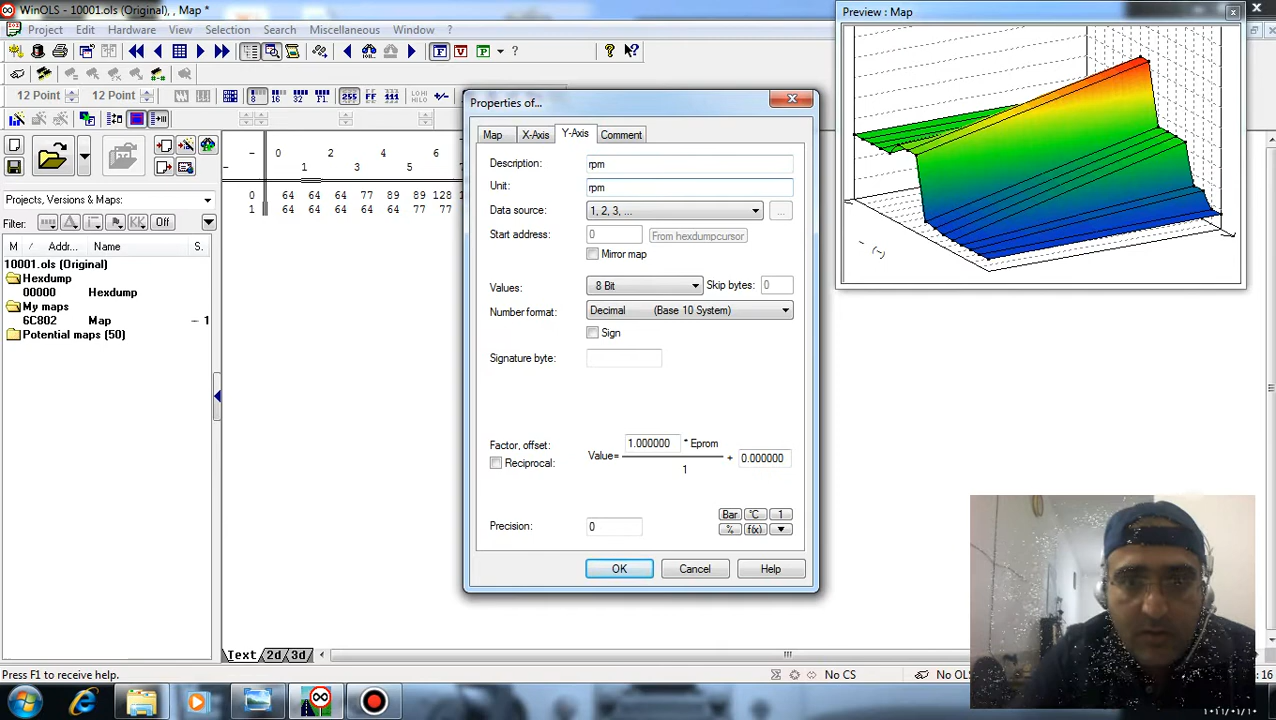 WinOLS - 10001.ols (Original), , Map *
Preview : Map
Project Edit Hardware View Selection Search Miscellaneous Window ?
12 Point 12 Point
Properties of...
Map X-Axis Y-Axis Comment
Description: rpm
Unit: rpm
Data source: 1, 2, 3, ... ...
Start address: 0 From hexdumpcursor
Mirror map
Values: 8 Bit Skip bytes: 0
Number format: Decimal (Base 10 System)
Sign
Signature byte:
Factor, offset: 1.000000 * Eprom
Reciprocal: Value= + 0.000000
1
Bar °C 1
% f(x)
Precision: 0
OK Cancel Help
Projects, Versions & Maps:
Filter: Off
M / Addr... Name S.
10001.ols (Original)
Hexdump
00000 Hexdump
My maps
6C802 Map – 1
Potential maps (50)
– 0 2 4 6
– 1 3 5
0 64 64 64 77 89 89 128
1 64 64 64 64 64 77 77
Text 2d 3d
Press F1 to receive help.
No CS